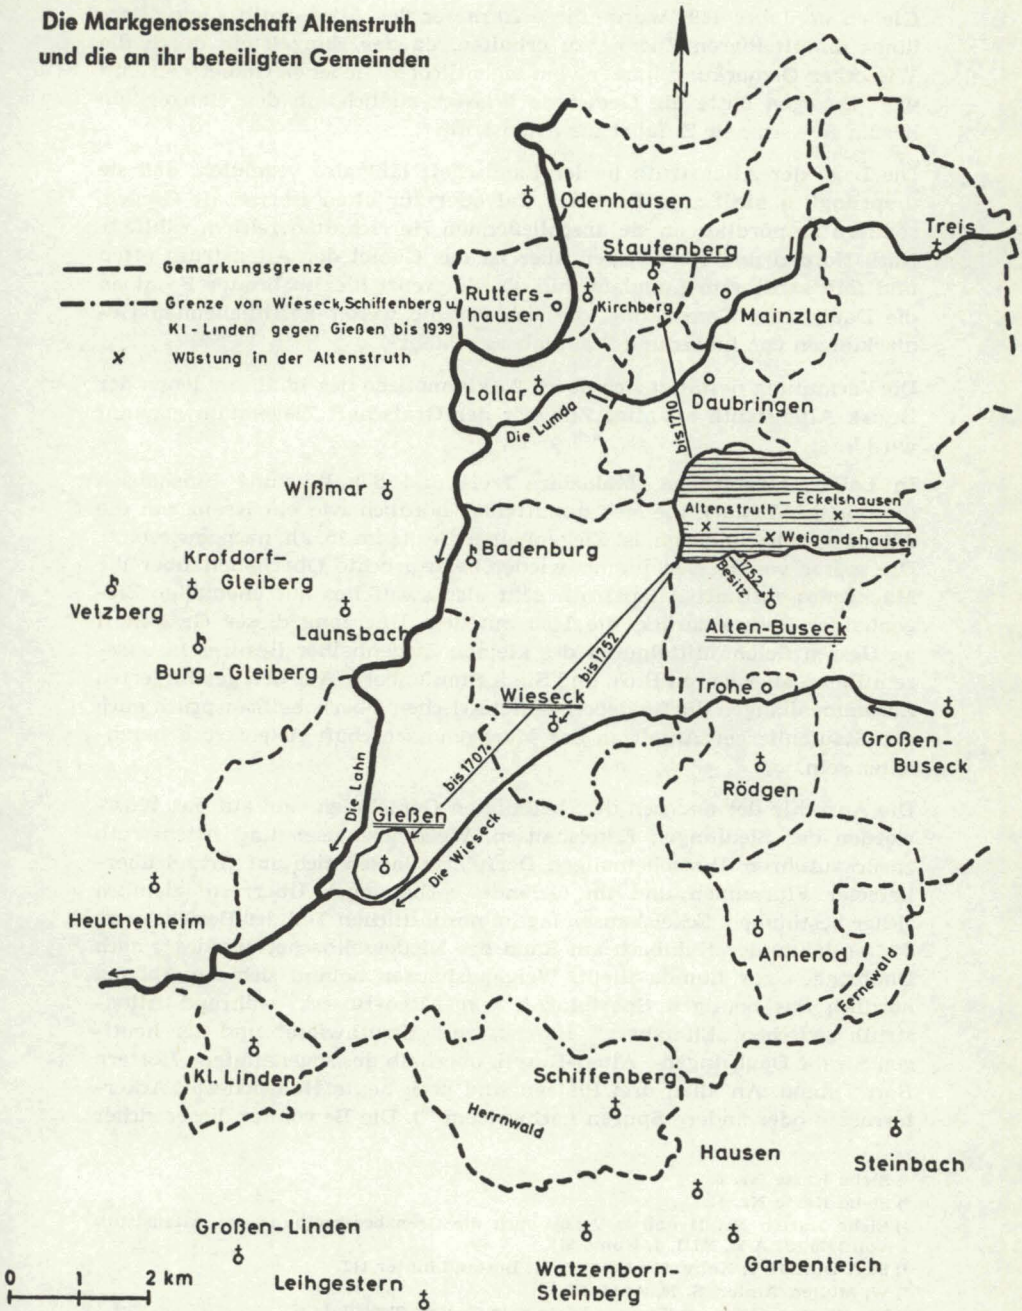 Die Markgenossenschaft Altenstruth
und die an ihr beteiligten Gemeinden
N
Odenhausen
Treis
Staufenberg
Gemarkungsgrenze
Grenze von Wieseck, Schiffenberg u.
Kl-Linden gegen Gießen bis 1939
x Wüstung in der Altenstruth
Rutters-
hausen
Kirchberg
Mainzlar
Lollar
Die Lumda
Daubringen
bis 1710
Wißmar
Eckelshausen
Altenstruth
x
x
x Weigandshausen
Badenburg
Krofdorf-
Gleiberg
Vetzberg
1752
Besitz
Launsbach
Alten-Buseck
Burg-Gleiberg
bis 1752
Wieseck
Trohe
Großen-
Buseck
bis 1707
Rödgen
Die Lahn
Gießen
Die Wieseck
Heuchelheim
Annerod
Fernewald
Kl. Linden
Schiffenberg
Herrnwald
Hausen
Steinbach
Großen-Linden
Garbenteich
Watzenborn-
Steinberg
Leihgestern
0 1 2 km